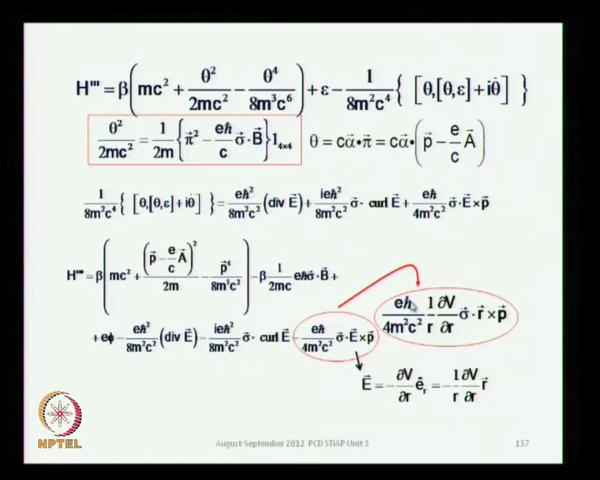 H''' = β(mc² + θ²/2mc² − θ⁴/8m³c⁶) + ε − 1/8m²c⁴ { [θ,[θ,ε]+iθ̇] }
θ²/2mc² = 1/2m {π⃗² − eħ/c σ⃗·B⃗} 1₄ₓ₄ θ = cα⃗·π⃗ = cα⃗·(p⃗ − e/c A⃗)
1/8m²c⁴ { [θ,[θ,ε]+iθ̇] } = eħ²/8m²c² (div E⃗) + ieħ²/8m²c² σ⃗· curl E⃗ + eħ/4m²c² σ⃗·E⃗×p⃗
H''' = β(mc² + (p⃗ − e/c A⃗)²/2m − p⃗⁴/8m³c²) − β 1/2mc eħσ⃗·B⃗ +
+ eϕ − eħ²/8m²c² (div E⃗) − ieħ²/8m²c² σ⃗· curl E⃗ − eħ/4m²c² σ⃗·E⃗×p⃗
eħ/4m²c² 1/r ∂V/∂r σ⃗·r⃗×p⃗
E⃗ = −∂V/∂r ê_r = −1/r ∂V/∂r r⃗
NPTEL
August-September 2012 PCD STiAP Unit 3 137